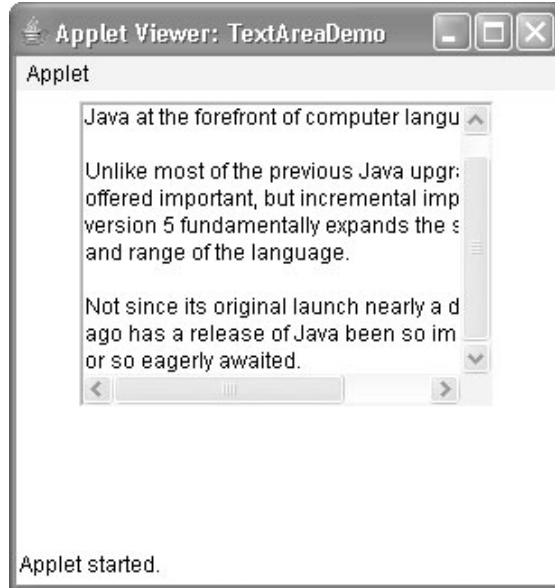 Applet Viewer: TextAreaDemo
Applet
Java at the forefront of computer langu
Unlike most of the previous Java upgr
offered important, but incremental imp
version 5 fundamentally expands the s
and range of the language.
Not since its original launch nearly a d
ago has a release of Java been so im
or so eagerly awaited.
Applet started.